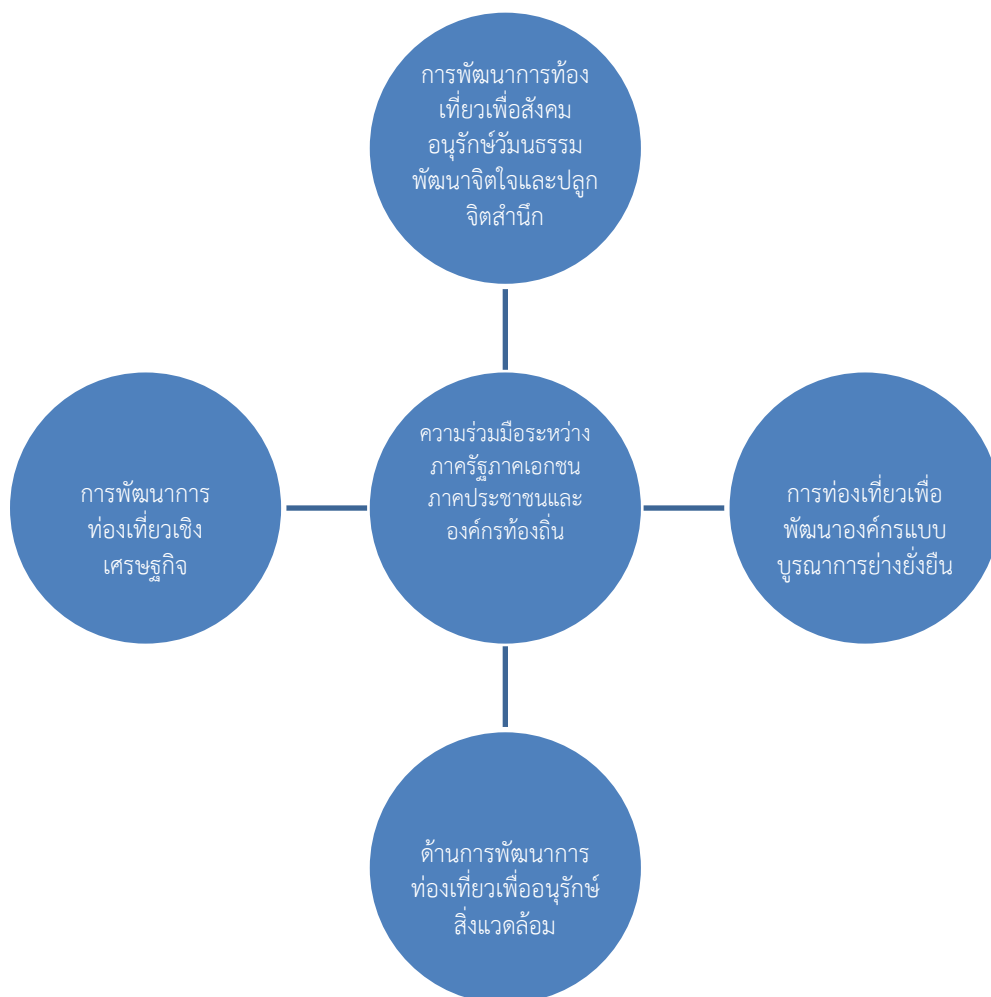 การพัฒนาการท้อง
เที่ยวเพื่อสังคม
อนุรักษ์วัมนธรรม
พัฒนาจิตใจและปลูก
จิตสำนึก
ความร่วมมือระหว่าง
ภาครัฐภาคเอกชน
ภาคประชาชนและ
องค์กรท้องถิ่น
การพัฒนาการ
ท่องเที่ยวเชิง
เศรษฐกิจ
การท่องเที่ยวเพื่อ
พัฒนาองค์กรแบบ
บูรณาการย่างยั่งยืน
ด้านการพัฒนาการ
ท่องเที่ยวเพื่ออนุรักษ์
สิ่งแวดล้อม